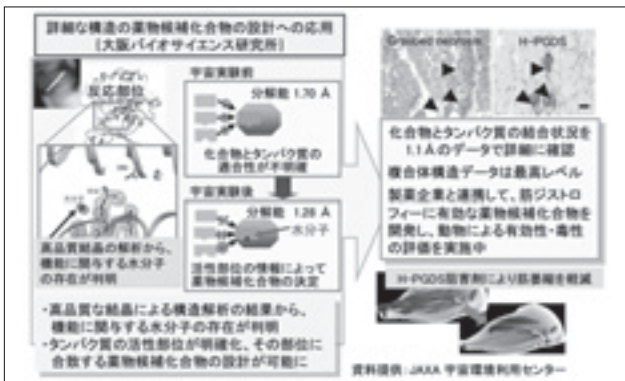 詳細な構造の薬物候補化合物の設計への応用
[大阪バイオサイエンス研究所]
反応部位
高品質結晶の解析から、
機能に関与する水分子
の存在が判明
宇宙実験前
分解能 1.70 Å
化合物とタンパク質の
適合性が不明確
宇宙実験後
分解能 1.28 Å
水分子
活性部位の情報によって
薬物候補化合物の決定
・高品質な結晶による構造解析の結果から、
機能に関与する水分子の存在が判明
・タンパク質の活性部位が明確化、その部位に
合致する薬物候補化合物の設計が可能に
Grouped necrosis
H-PGDS
化合物とタンパク質の結合状況を
1.1Åのデータで詳細に確認
複合体構造データは最高レベル
製薬企業と連携して、筋ジストロ
フィーに有効な薬物候補化合物を
開発し、動物による有効性・毒性
の評価を実施中
H-PGDS阻害剤により筋萎縮を軽減
資料提供：JAXA 宇宙環境利用センター